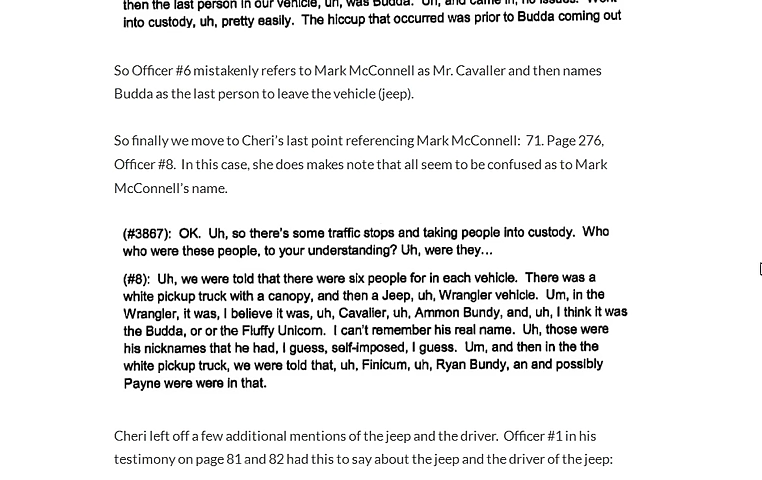 then the last person in our vehicle, uh, was Budda. Uh, and came in, no issues. Went
into custody, uh, pretty easily. The hiccup that occurred was prior to Budda coming out
So Officer #6 mistakenly refers to Mark McConnell as Mr. Cavaller and then names
Budda as the last person to leave the vehicle (jeep).
So finally we move to Cheri's last point referencing Mark McConnell: 71. Page 276,
Officer #8. In this case, she does makes note that all seem to be confused as to Mark
McConnell's name.
(#3867): OK. Uh, so there's some traffic stops and taking people into custody. Who
who were these people, to your understanding? Uh, were they...
(#8): Uh, we were told that there were six people for in each vehicle. There was a
white pickup truck with a canopy, and then a Jeep, uh, Wrangler vehicle. Um, in the
Wrangler, it was, I believe it was, uh, Cavalier, uh, Ammon Bundy, and, uh, I think it was
the Budda, or or the Fluffy Unicorn. I can't remember his real name. Uh, those were
his nicknames that he had, I guess, self-imposed, I guess. Um, and then in the the
white pickup truck, we were told that, uh, Finicum, uh, Ryan Bundy, an and possibly
Payne were were in that.
Cheri left off a few additional mentions of the jeep and the driver. Officer #1 in his
testimony on page 81 and 82 had this to say about the jeep and the driver of the jeep: